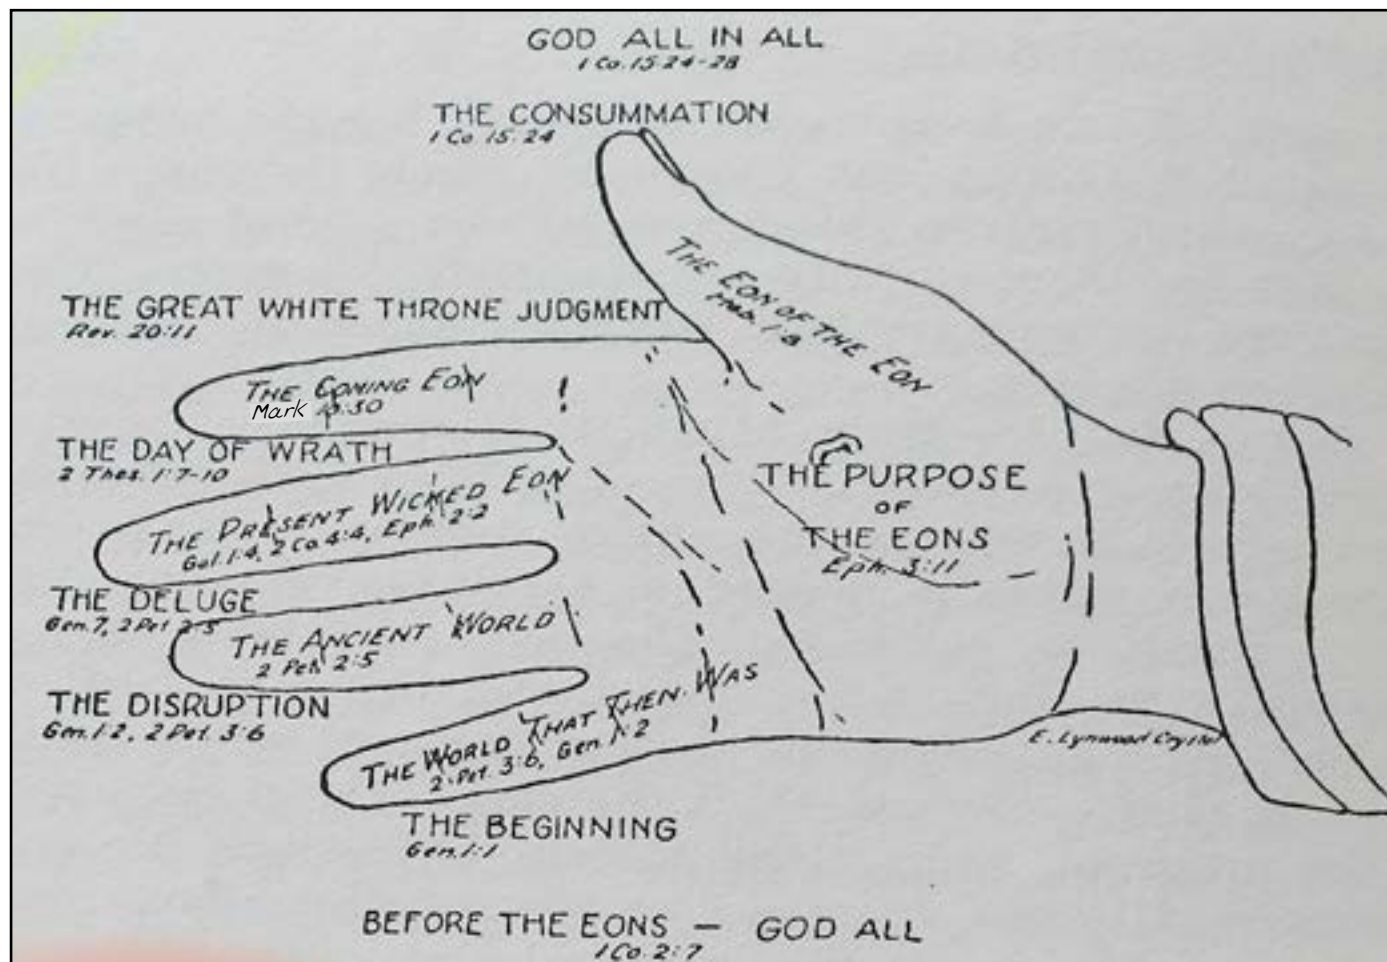 GOD ALL IN ALL
1 Co. 15:24-28
THE CONSUMMATION
1 Co. 15:24
THE EON OF THE EON
Heb. 1:8
THE GREAT WHITE THRONE JUDGMENT
Rev. 20:11
THE COMING EON
Mark 10:30
THE DAY OF WRATH
2 Thes. 1:7-10
THE PRESENT WICKED EON
Gal. 1:4, 2 Co. 4:4, Eph. 2:2
THE PURPOSE
OF
THE EONS
Eph. 3:11
THE DELUGE
Gen. 7, 2 Pet. 2:5
THE ANCIENT WORLD
2 Pet. 2:5
THE DISRUPTION
Gen. 1:2, 2 Pet. 3:6
THE WORLD THAT THEN WAS
2 Pet. 3:6, Gen. 1:2
E. Lynwood Crystal
THE BEGINNING
Gen. 1:1
BEFORE THE EONS — GOD ALL
1 Co. 2:7